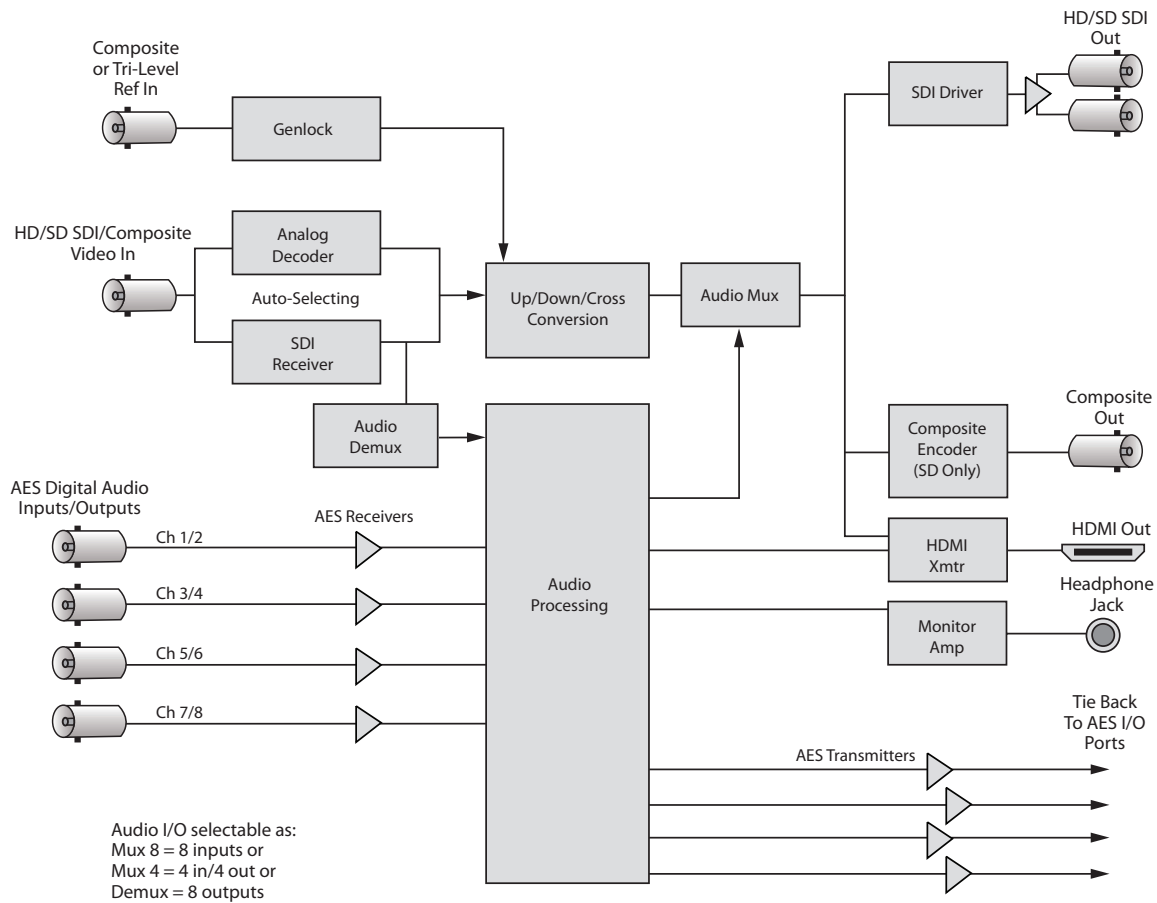 Composite
or Tri-Level
Ref In
Genlock
HD/SD SDI
Out
SDI Driver
HD/SD SDI/Composite
Video In
Analog
Decoder
Auto-Selecting
SDI
Receiver
Up/Down/Cross
Conversion
Audio Mux
Audio
Demux
Composite
Encoder
(SD Only)
Composite
Out
AES Digital Audio
Inputs/Outputs
AES Receivers
Ch 1/2
Ch 3/4
Ch 5/6
Ch 7/8
Audio
Processing
HDMI
Xmtr
HDMI Out
Headphone
Jack
Monitor
Amp
Tie Back
To AES I/O
Ports
AES Transmitters
Audio I/O selectable as:
Mux 8 = 8 inputs or
Mux 4 = 4 in/4 out or
Demux = 8 outputs